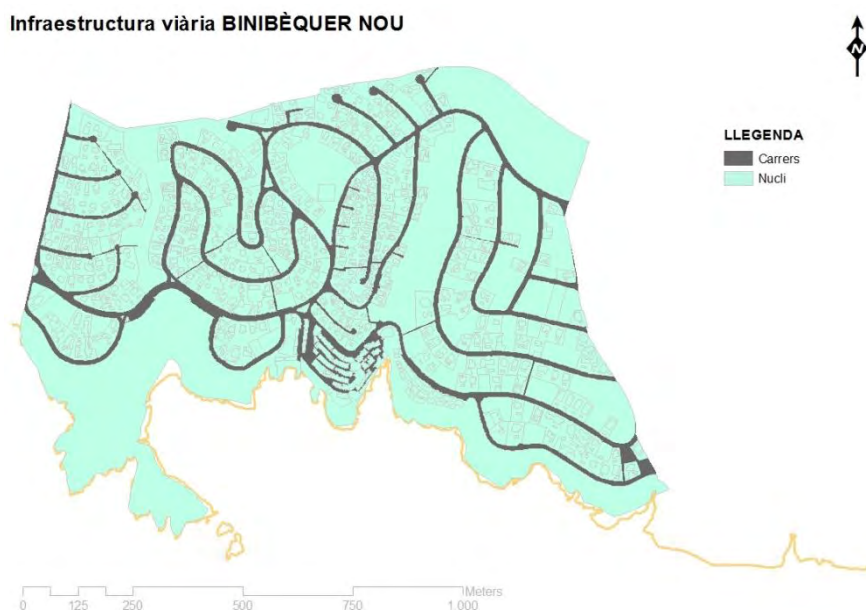 Infraestructura viària BINIBÈQUER NOU
N
LLEGENDA
Carrers
Nucli
Meters
0 125 250 500 750 1.000